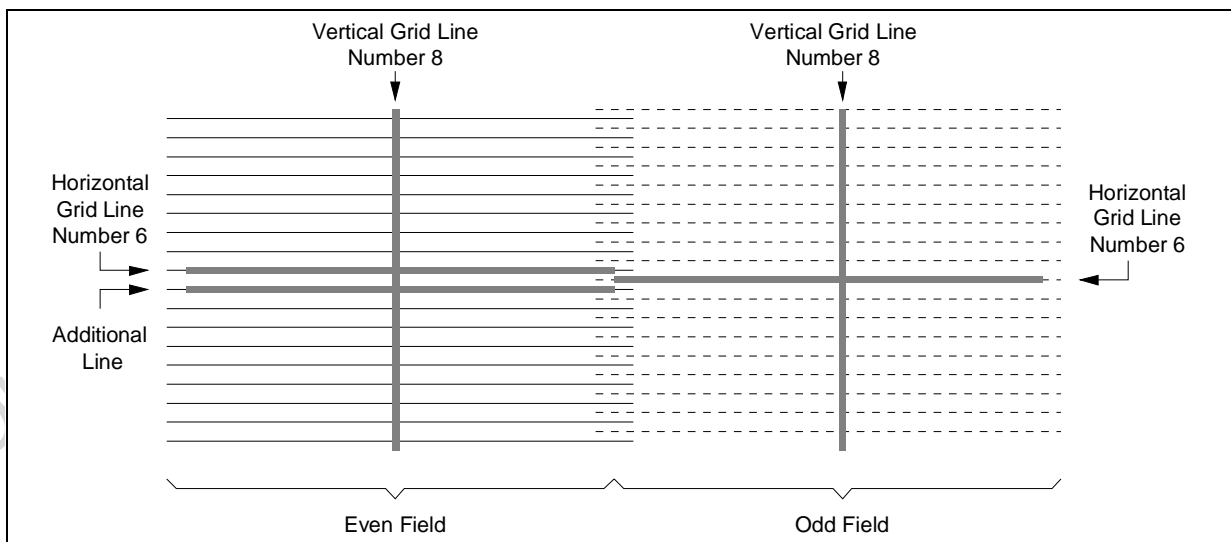 Vertical Grid Line
Number 8
Vertical Grid Line
Number 8
Horizontal
Grid Line
Number 6
Additional
Line
Horizontal
Grid Line
Number 6
Even Field
Odd Field